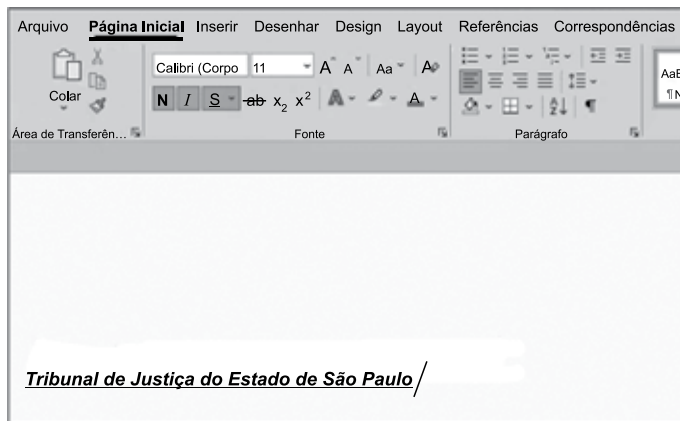 Arquivo Página Inicial Inserir Desenhar Design Layout Referências Correspondências
Colar
Calibri (Corpo 11 A A Aa A
N I S ab x₂ x²
A A
AaB
¶ N
Área de Transferên... Fonte Parágrafo
Tribunal de Justiça do Estado de São Paulo